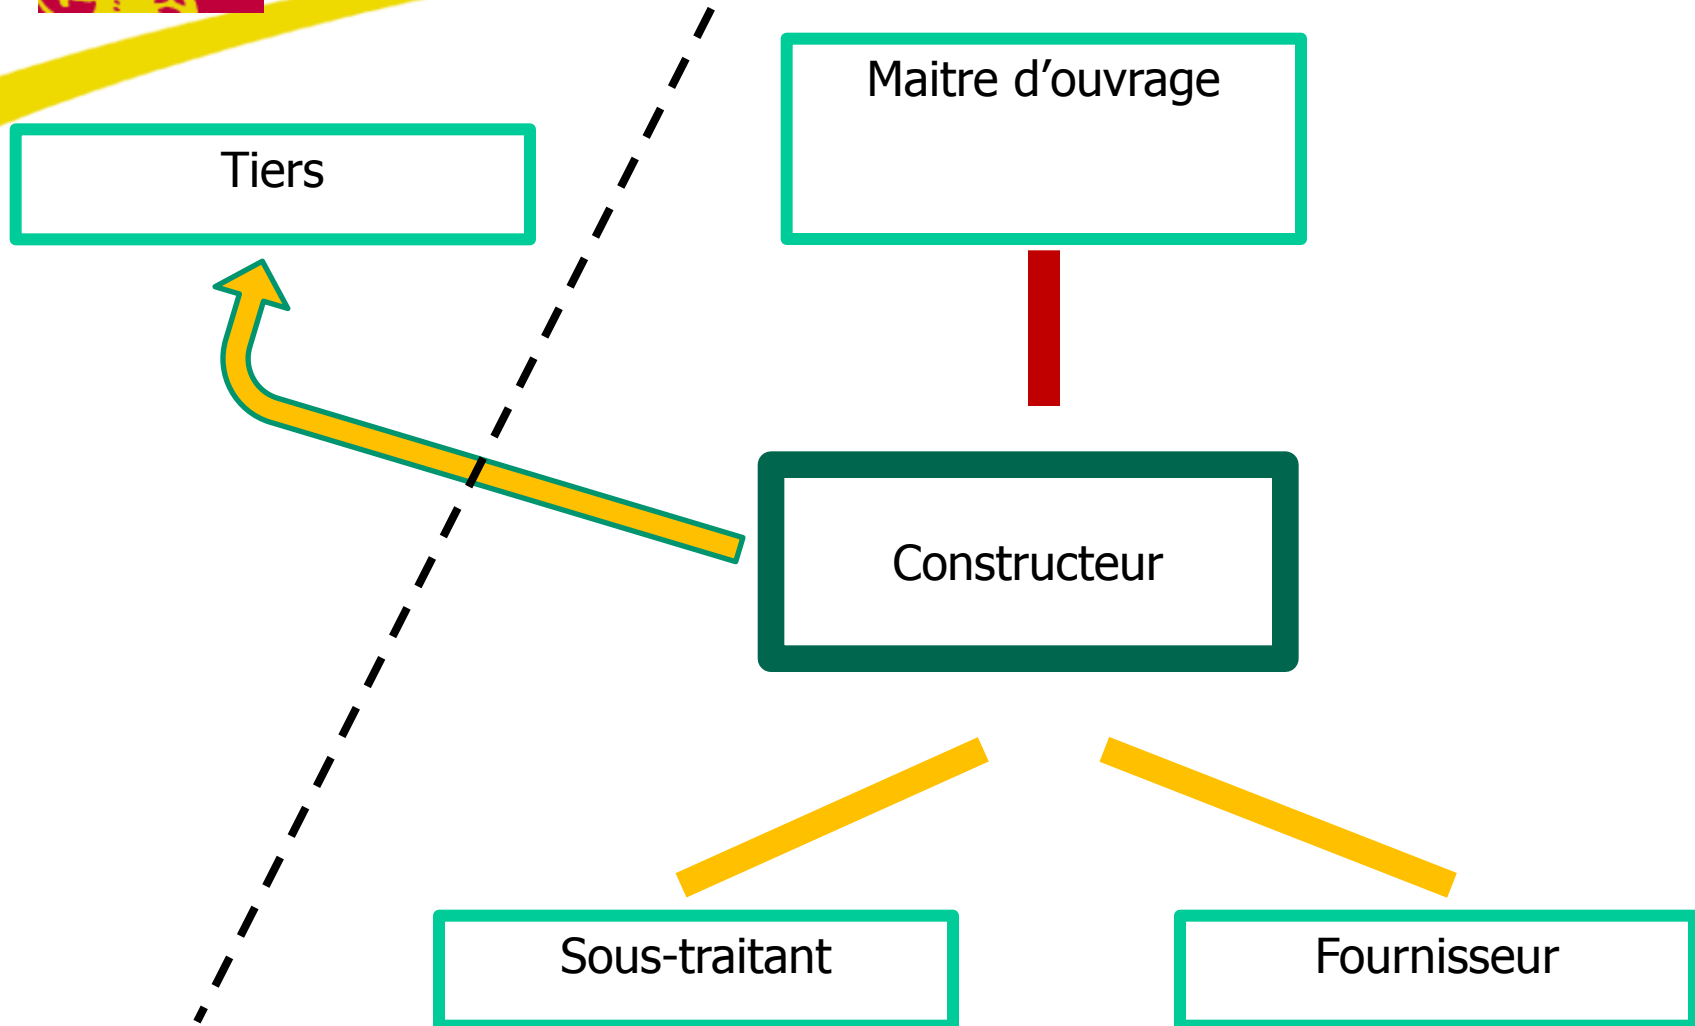 Maitre d’ouvrage
Tiers
Constructeur
Sous-traitant
Fournisseur